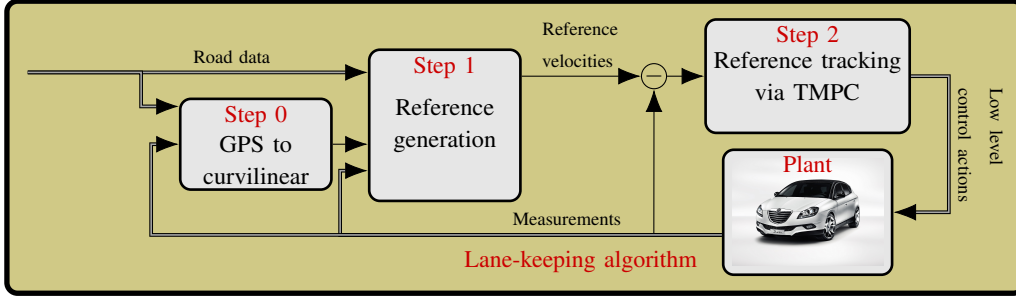 Road data
Step 0
GPS to
curvilinear
Step 1
Reference
generation
Reference
velocities
Step 2
Reference tracking
via TMPC
Low level
control actions
Plant
Measurements
Lane-keeping algorithm